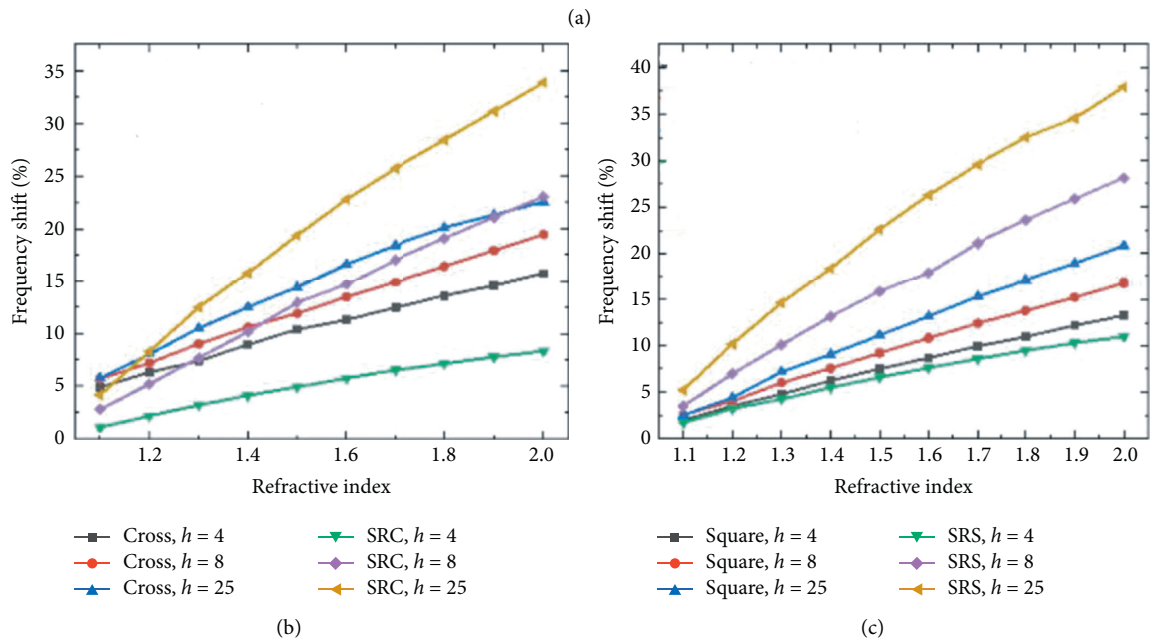 (a)
35
30
25
20
15
10
5
0
Frequency shift (%)
1.2 1.4 1.6 1.8 2.0
Refractive index
Cross, h = 4 SRC, h = 4
Cross, h = 8 SRC, h = 8
Cross, h = 25 SRC, h = 25
(b)
40
35
30
25
20
15
10
5
0
Frequency shift (%)
1.1 1.2 1.3 1.4 1.5 1.6 1.7 1.8 1.9 2.0
Refractive index
Square, h = 4 SRS, h = 4
Square, h = 8 SRS, h = 8
Square, h = 25 SRS, h = 25
(c)